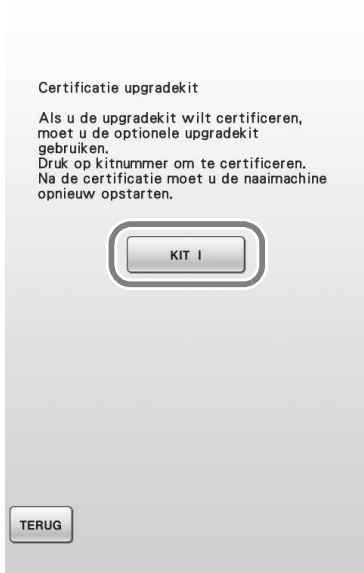 Certificatie upgradekit
Als u de upgradekit wilt certificeren,
moet u de optionele upgradekit
gebruiken.
Druk op kitnummer om te certificeren.
Na de certificatie moet u de naaimachine
opnieuw opstarten.
KIT I
TERUG